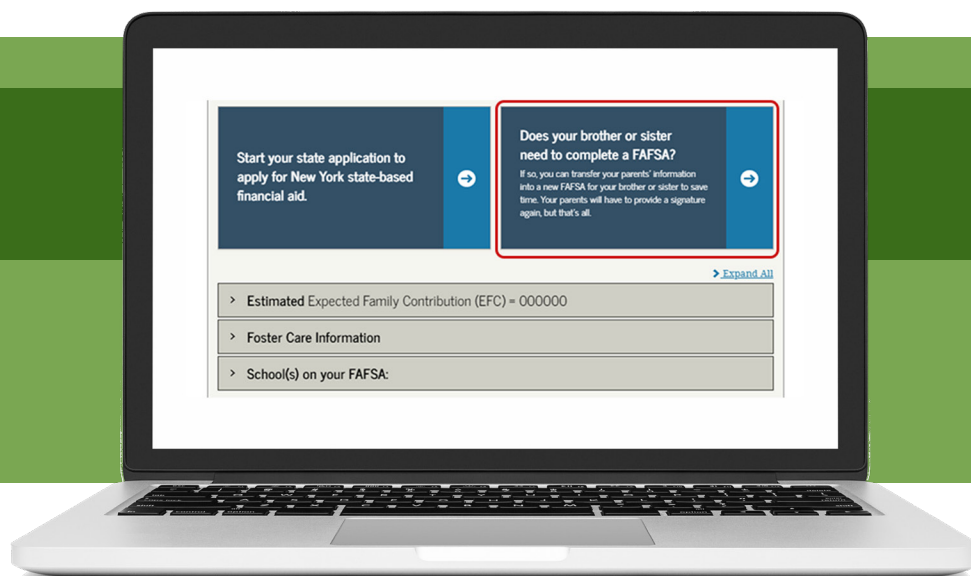 Start your state application to
apply for New York state-based
financial aid.
Does your brother or sister
need to complete a FAFSA?
If so, you can transfer your parents' information
into a new FAFSA for your brother or sister to save
time. Your parents will have to provide a signature
again, but that's all.
Expand All
Estimated Expected Family Contribution (EFC) = 000000
Foster Care Information
School(s) on your FAFSA: